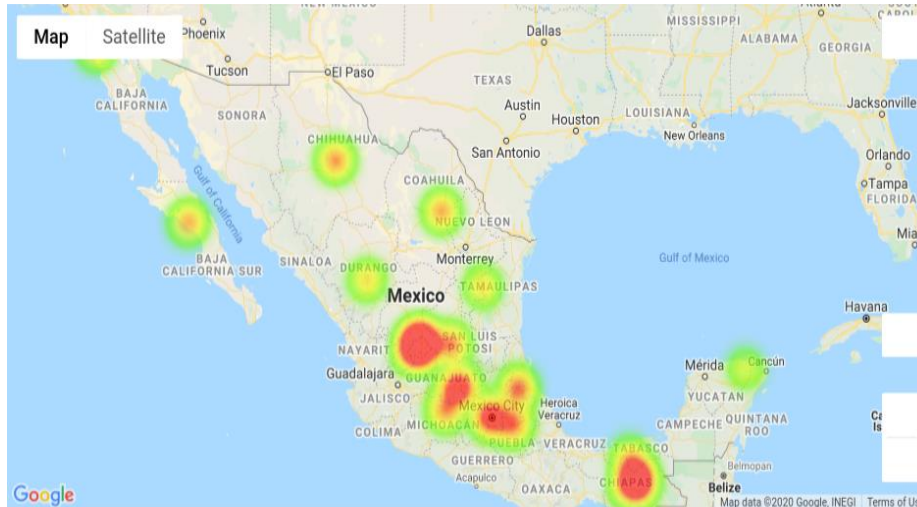 Map
Satellite
Phoenix
Tucson
El Paso
Dallas
MISSISSIPPI
ALABAMA
GEORGIA
BAJA
CALIFORNIA
SONORA
TEXAS
Austin
Houston
San Antonio
LOUISIANA
New Orleans
Jacksonville
Orlando
Tampa
FLORIDA
CHIHUAHUA
COAHUILA
NUEVO LEON
Gulf of California
BAJA
CALIFORNIA SUR
SINALOA
DURANGO
Monterrey
TAMAULIPAS
Gulf of Mexico
Mexico
Havana
NAYARIT
SAN LUIS
POTOSI
Guadalajara
GUANAJUATO
JALISCO
Mérida
Cancún
YUCATAN
Mexico City
Heroica
Veracruz
COLIMA
MICHOACÁN
PUEBLA
VERACRUZ
TABASCO
CAMPECHE
QUINTANA
ROO
GUERRERO
Acapulco
OAXACA
CHIAPAS
Belmopan
Belize
Google
Map data ©2020 Google, INEGI